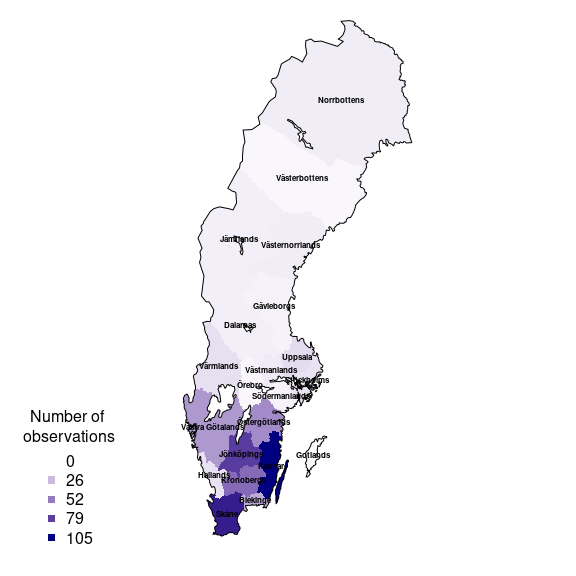 Norrbottens
Västerbottens
Jämtlands
Västernorrlands
Gävleborgs
Dalarnas
Uppsala
Värmlands
Västmanlands
Örebro
Södermanlands
Västra Götalands
Östergötlands
Jönköpings
Gotlands
Kalmar
Hallands
Kronobergs
Blekinge
Skåne
Number of
observations
0
26
52
79
105